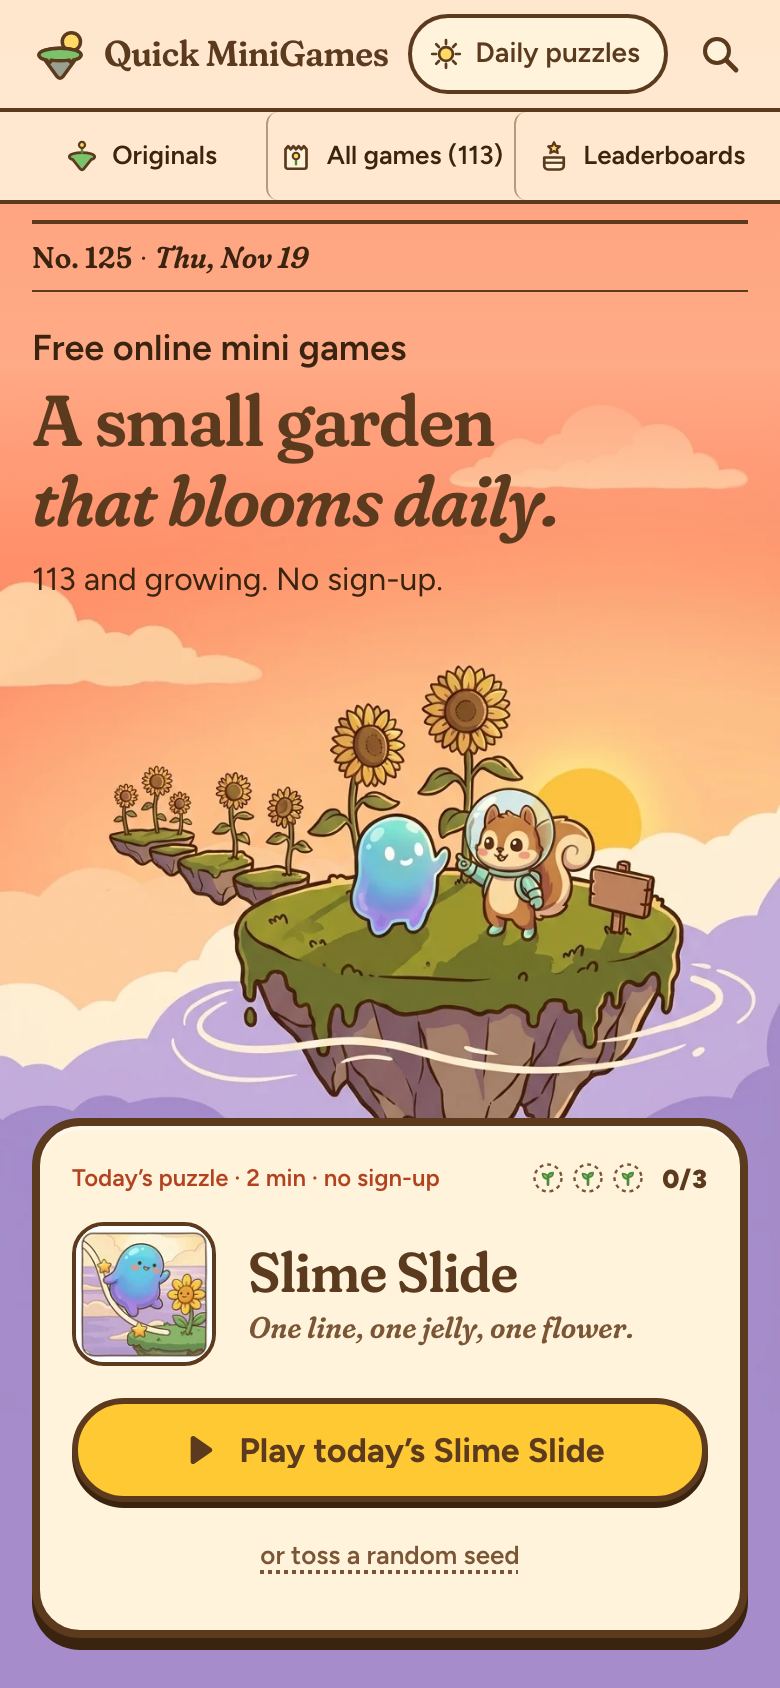 Quick MiniGames
Daily puzzles
Originals
All games (113)
Leaderboards
No. 125 · Thu, Nov 19
Free online mini games
A small garden
that blooms daily.
113 and growing. No sign-up.
Today’s puzzle · 2 min · no sign-up
0/3
Slime Slide
One line, one jelly, one flower.
Play today’s Slime Slide
or toss a random seed